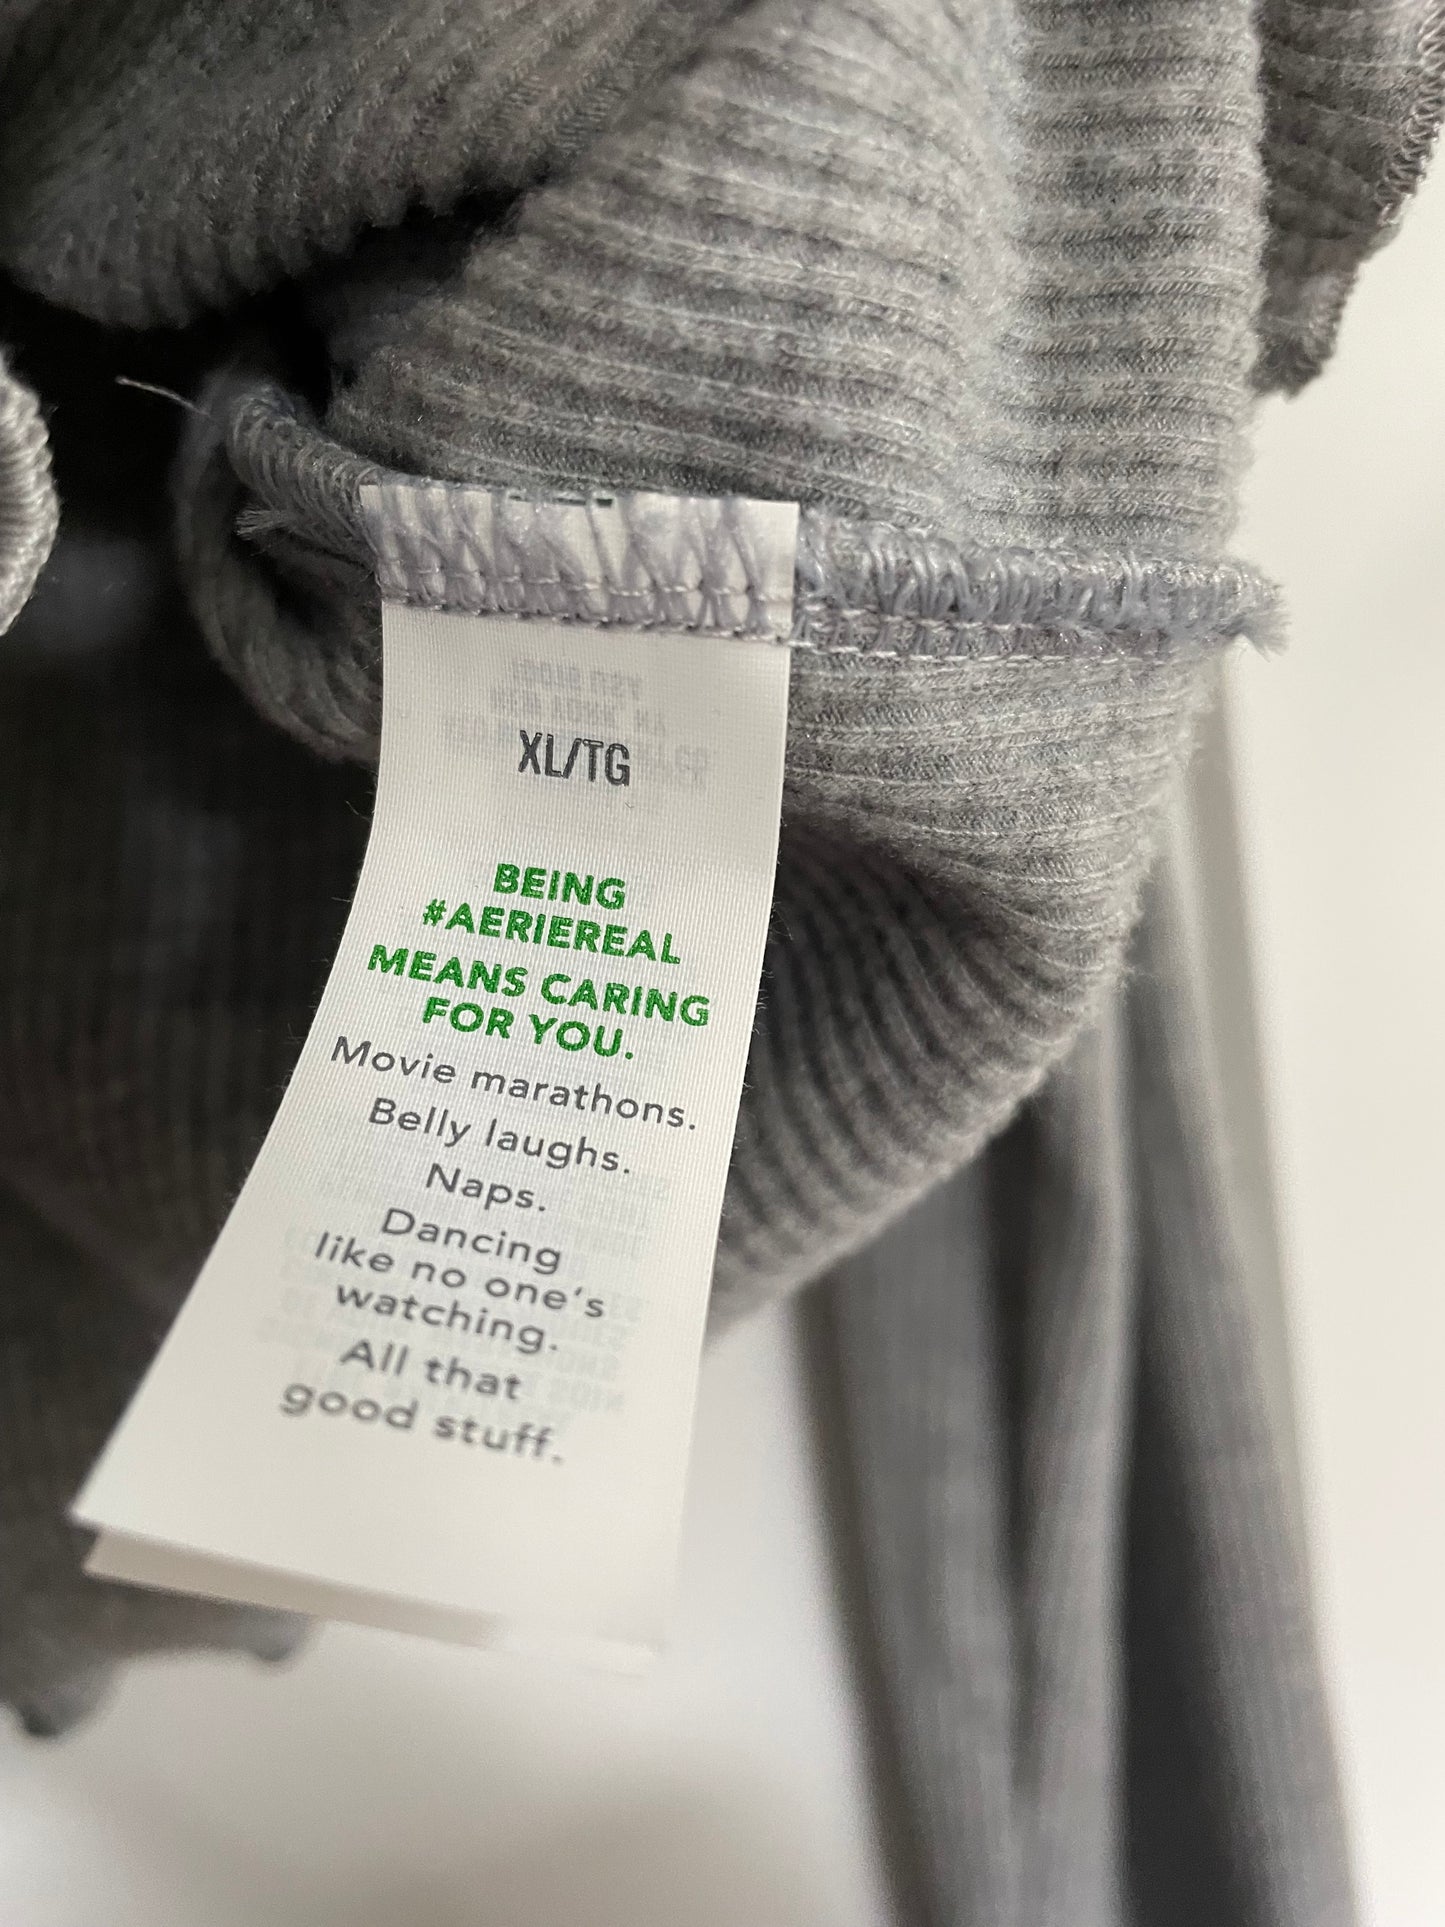 XL/TG
BEING
#AERIEREAL
MEANS CARING
FOR YOU.
Movie marathons.
Belly laughs.
Naps.
Dancing
like no one's
watching.
All that
good stuff.